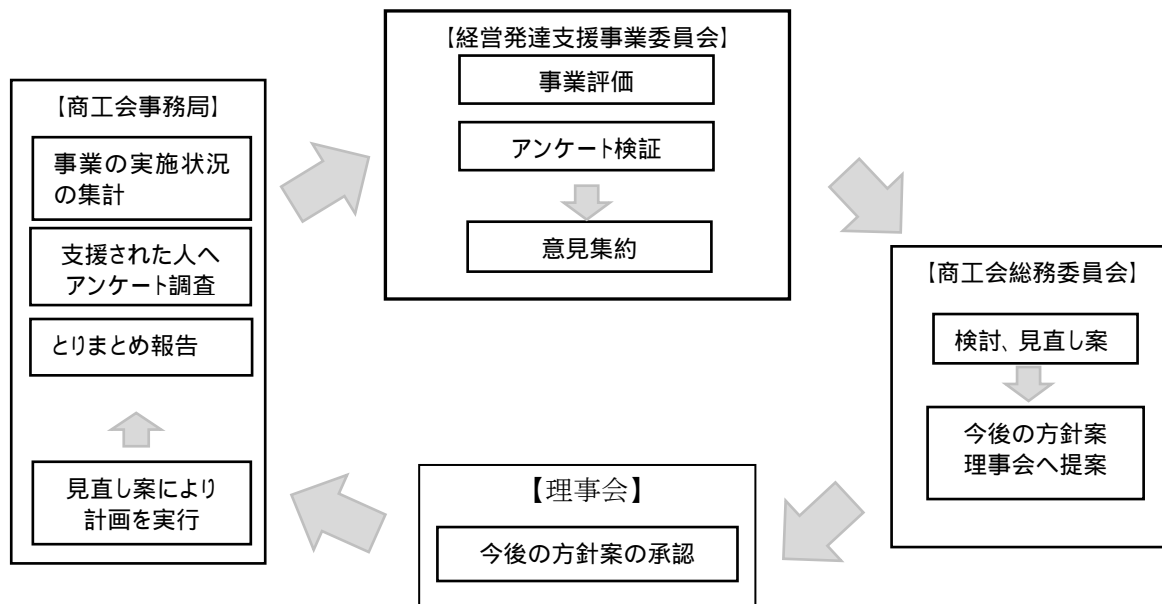 【商工会事務局】
事業の実施状況
の集計
支援された人へ
アンケート調査
とりまとめ報告
見直し案により
計画を実行
【経営発達支援事業委員会】
事業評価
アンケート検証
意見集約
【商工会総務委員会】
検討、見直し案
今後の方針案
理事会へ提案
【理事会】
今後の方針案の承認